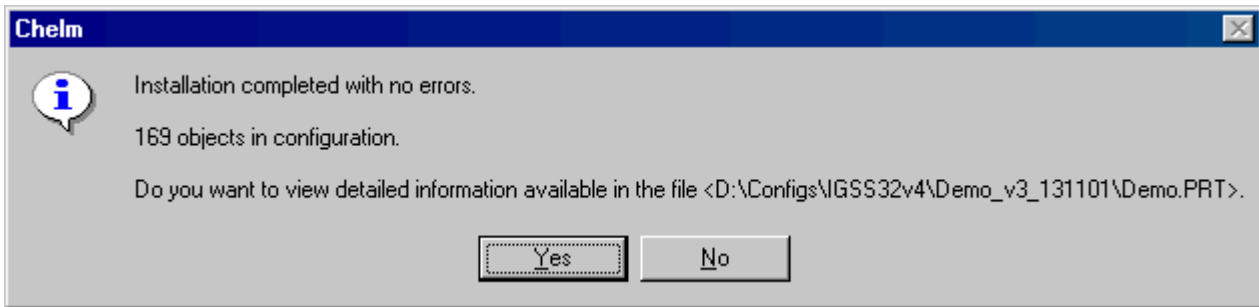 Chelm
Installation completed with no errors.
169 objects in configuration.
Do you want to view detailed information available in the file <D:\Configs\IGSS32v4\Demo_v3_131101\Demo.PRT>.
Yes No